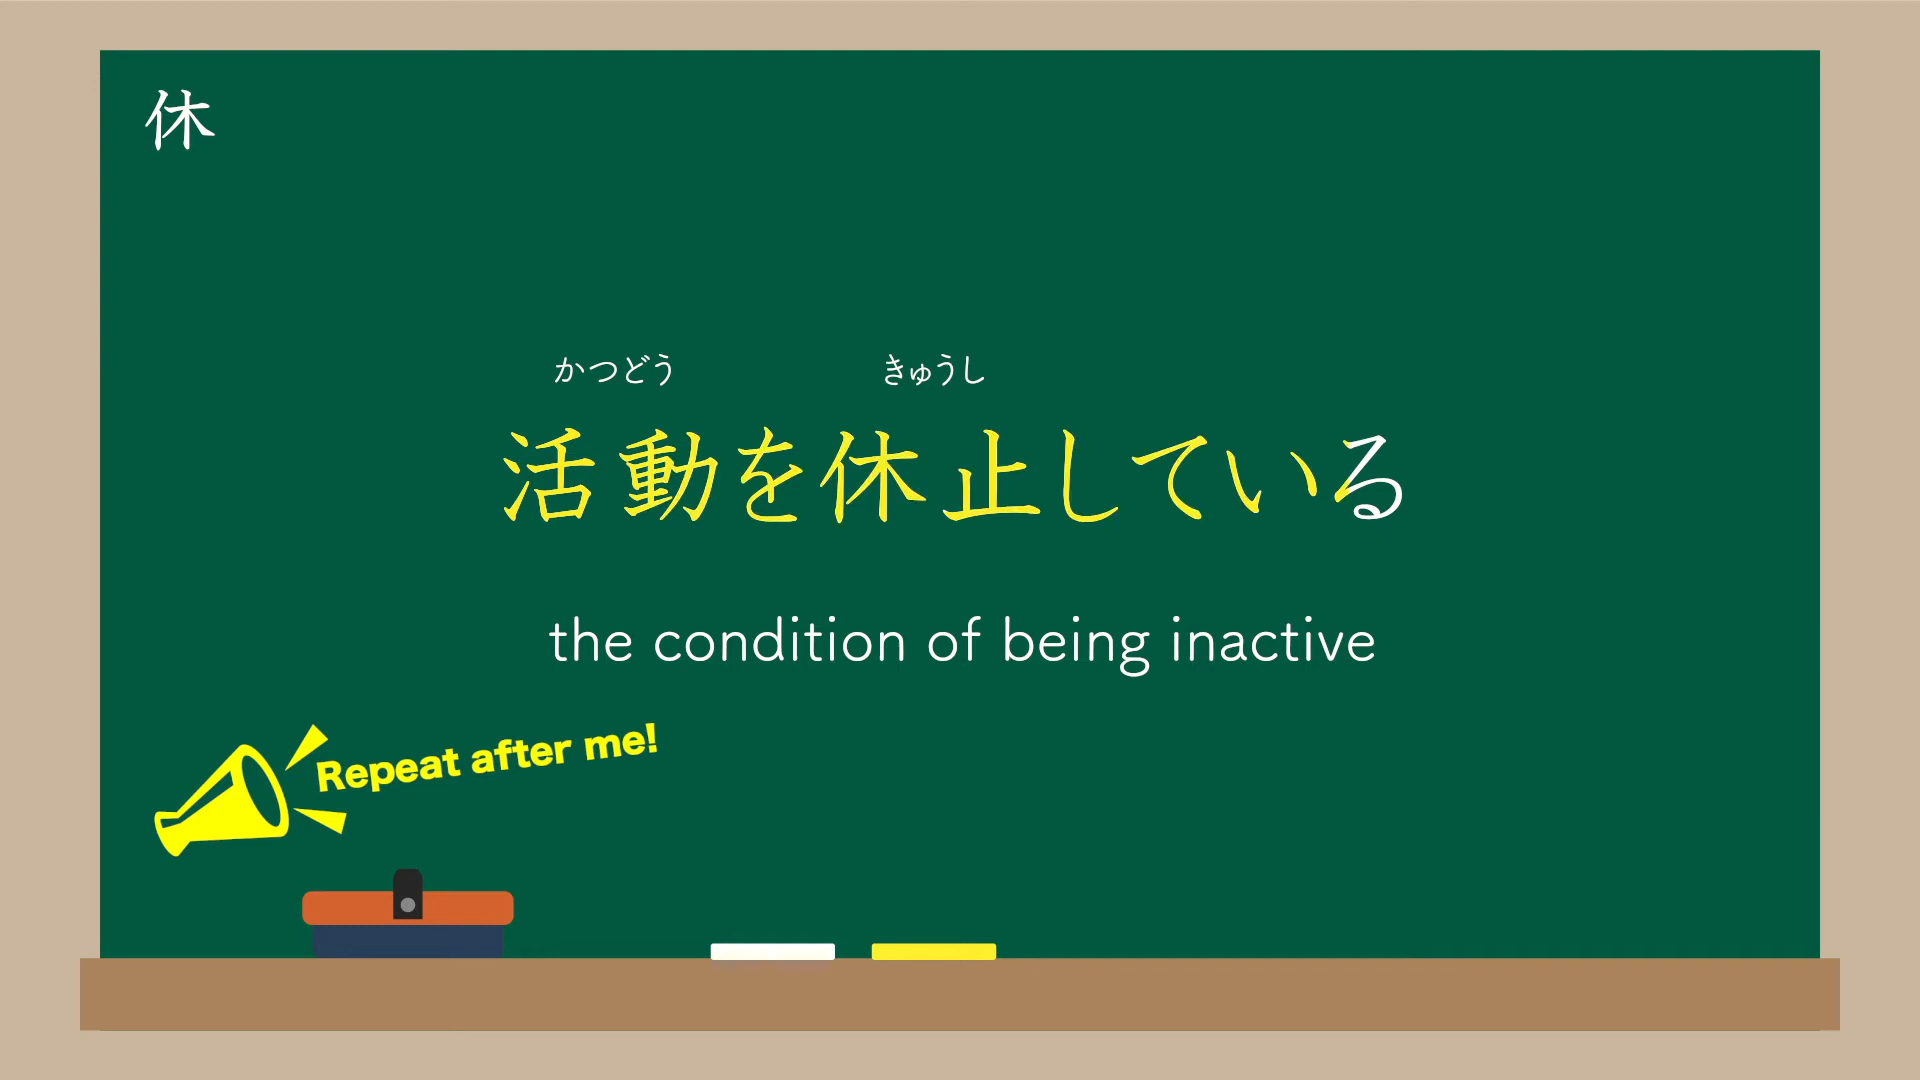 休
かつどう きゅうし
活動を休止している
the condition of being inactive
Repeat after me!